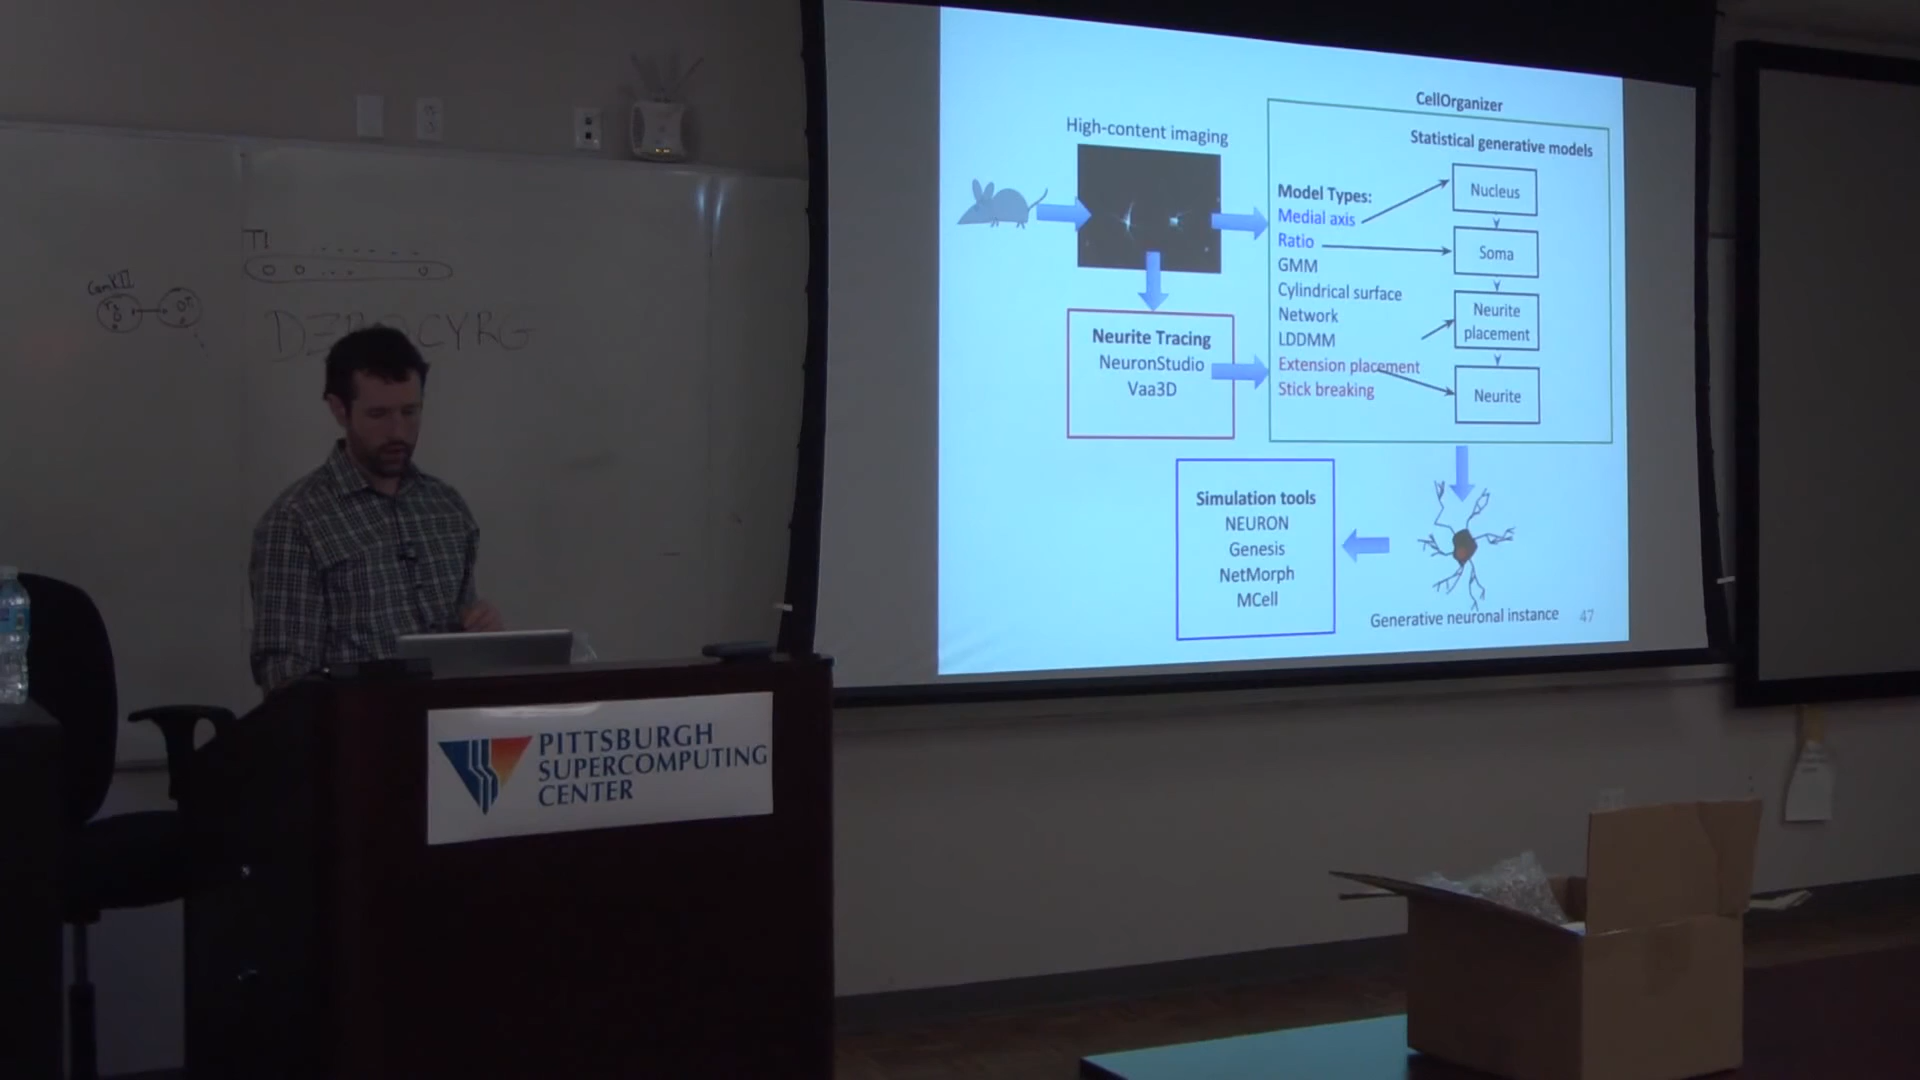 CellOrganizer
High-content imaging
Statistical generative models
Model Types:
Medial axis
Ratio
GMM
Cylindrical surface
Network
LDDMM
Extension placement
Stick breaking
Nucleus
Soma
Neurite
placement
Neurite
Neurite Tracing
NeuronStudio
Vaa3D
Simulation tools
NEURON
Genesis
NetMorph
MCell
Generative neuronal instance
47
T1
CamKII
PITTSBURGH
SUPERCOMPUTING
CENTER